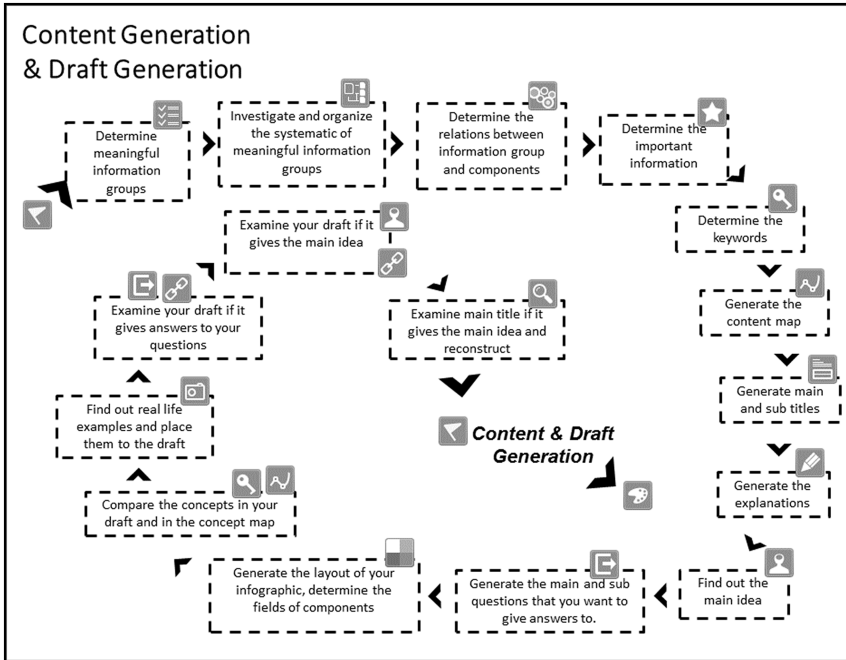 Content Generation
& Draft Generation
Determine
meaningful
information
groups
Investigate and organize
the systematic of
meaningful information
groups
Determine the
relations between
information group
and components
Determine the
important
information
Determine the
keywords
Generate the
content map
Generate main
and sub titles
Generate the
explanations
Find out the
main idea
Generate the main and sub
questions that you want to
give answers to.
Generate the layout of your
infographic, determine the
fields of components
Compare the concepts in your
draft and in the concept map
Find out real life
examples and place
them to the draft
Examine your draft if it
gives answers to your
questions
Examine your draft if it
gives the main idea
Examine main title if it
gives the main idea and
reconstruct
Content & Draft
Generation